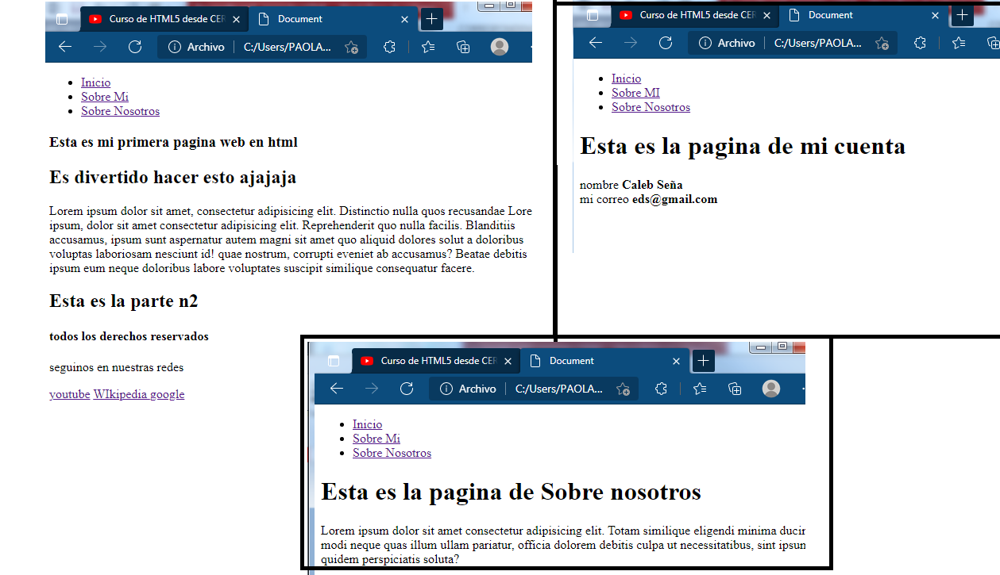 Curso de HTML5 desde CER
Document
Archivo
C:/Users/PAOLA...
Inicio
Sobre Mi
Sobre Nosotros
Esta es mi primera pagina web en html
Es divertido hacer esto ajajaja
Lorem ipsum dolor sit amet, consectetur adipisicing elit. Distinctio nulla quos recusandae Lore
ipsum, dolor sit amet consectetur adipisicing elit. Reprehenderit quo nulla facilis. Blanditiis
accusamus, ipsum sunt aspernatur autem magni sit amet quo aliquid dolores solut a doloribus
voluptas laboriosam nesciunt id! quae nostrum, corrupti eveniet ab accusamus? Beatae debitis
ipsum eum neque doloribus labore voluptates suscipit similique consequatur facere.
Esta es la parte n2
todos los derechos reservados
seguinos en nuestras redes
youtube WIkipedia google
Curso de HTML5 desde CER
Document
Archivo
C:/Users/PAOLA...
Inicio
Sobre MI
Sobre Nosotros
Esta es la pagina de mi cuenta
nombre Caleb Seña
mi correo eds@gmail.com
Curso de HTML5 desde CER
Document
Archivo
C:/Users/PAOLA...
Inicio
Sobre Mi
Sobre Nosotros
Esta es la pagina de Sobre nosotros
Lorem ipsum dolor sit amet consectetur adipisicing elit. Totam similique eligendi minima ducir
modi neque quas illum ullam pariatur, officia dolorem debitis culpa ut necessitatibus, sint ipsun
quidem perspiciatis soluta?